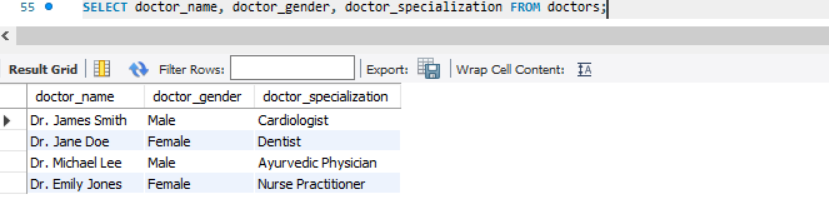 55 SELECT doctor_name, doctor_gender, doctor_specialization FROM doctors;
Result Grid Filter Rows: Export: Wrap Cell Content: IA
doctor_name doctor_gender doctor_specialization
Dr. James Smith Male Cardiologist
Dr. Jane Doe Female Dentist
Dr. Michael Lee Male Ayurvedic Physician
Dr. Emily Jones Female Nurse Practitioner